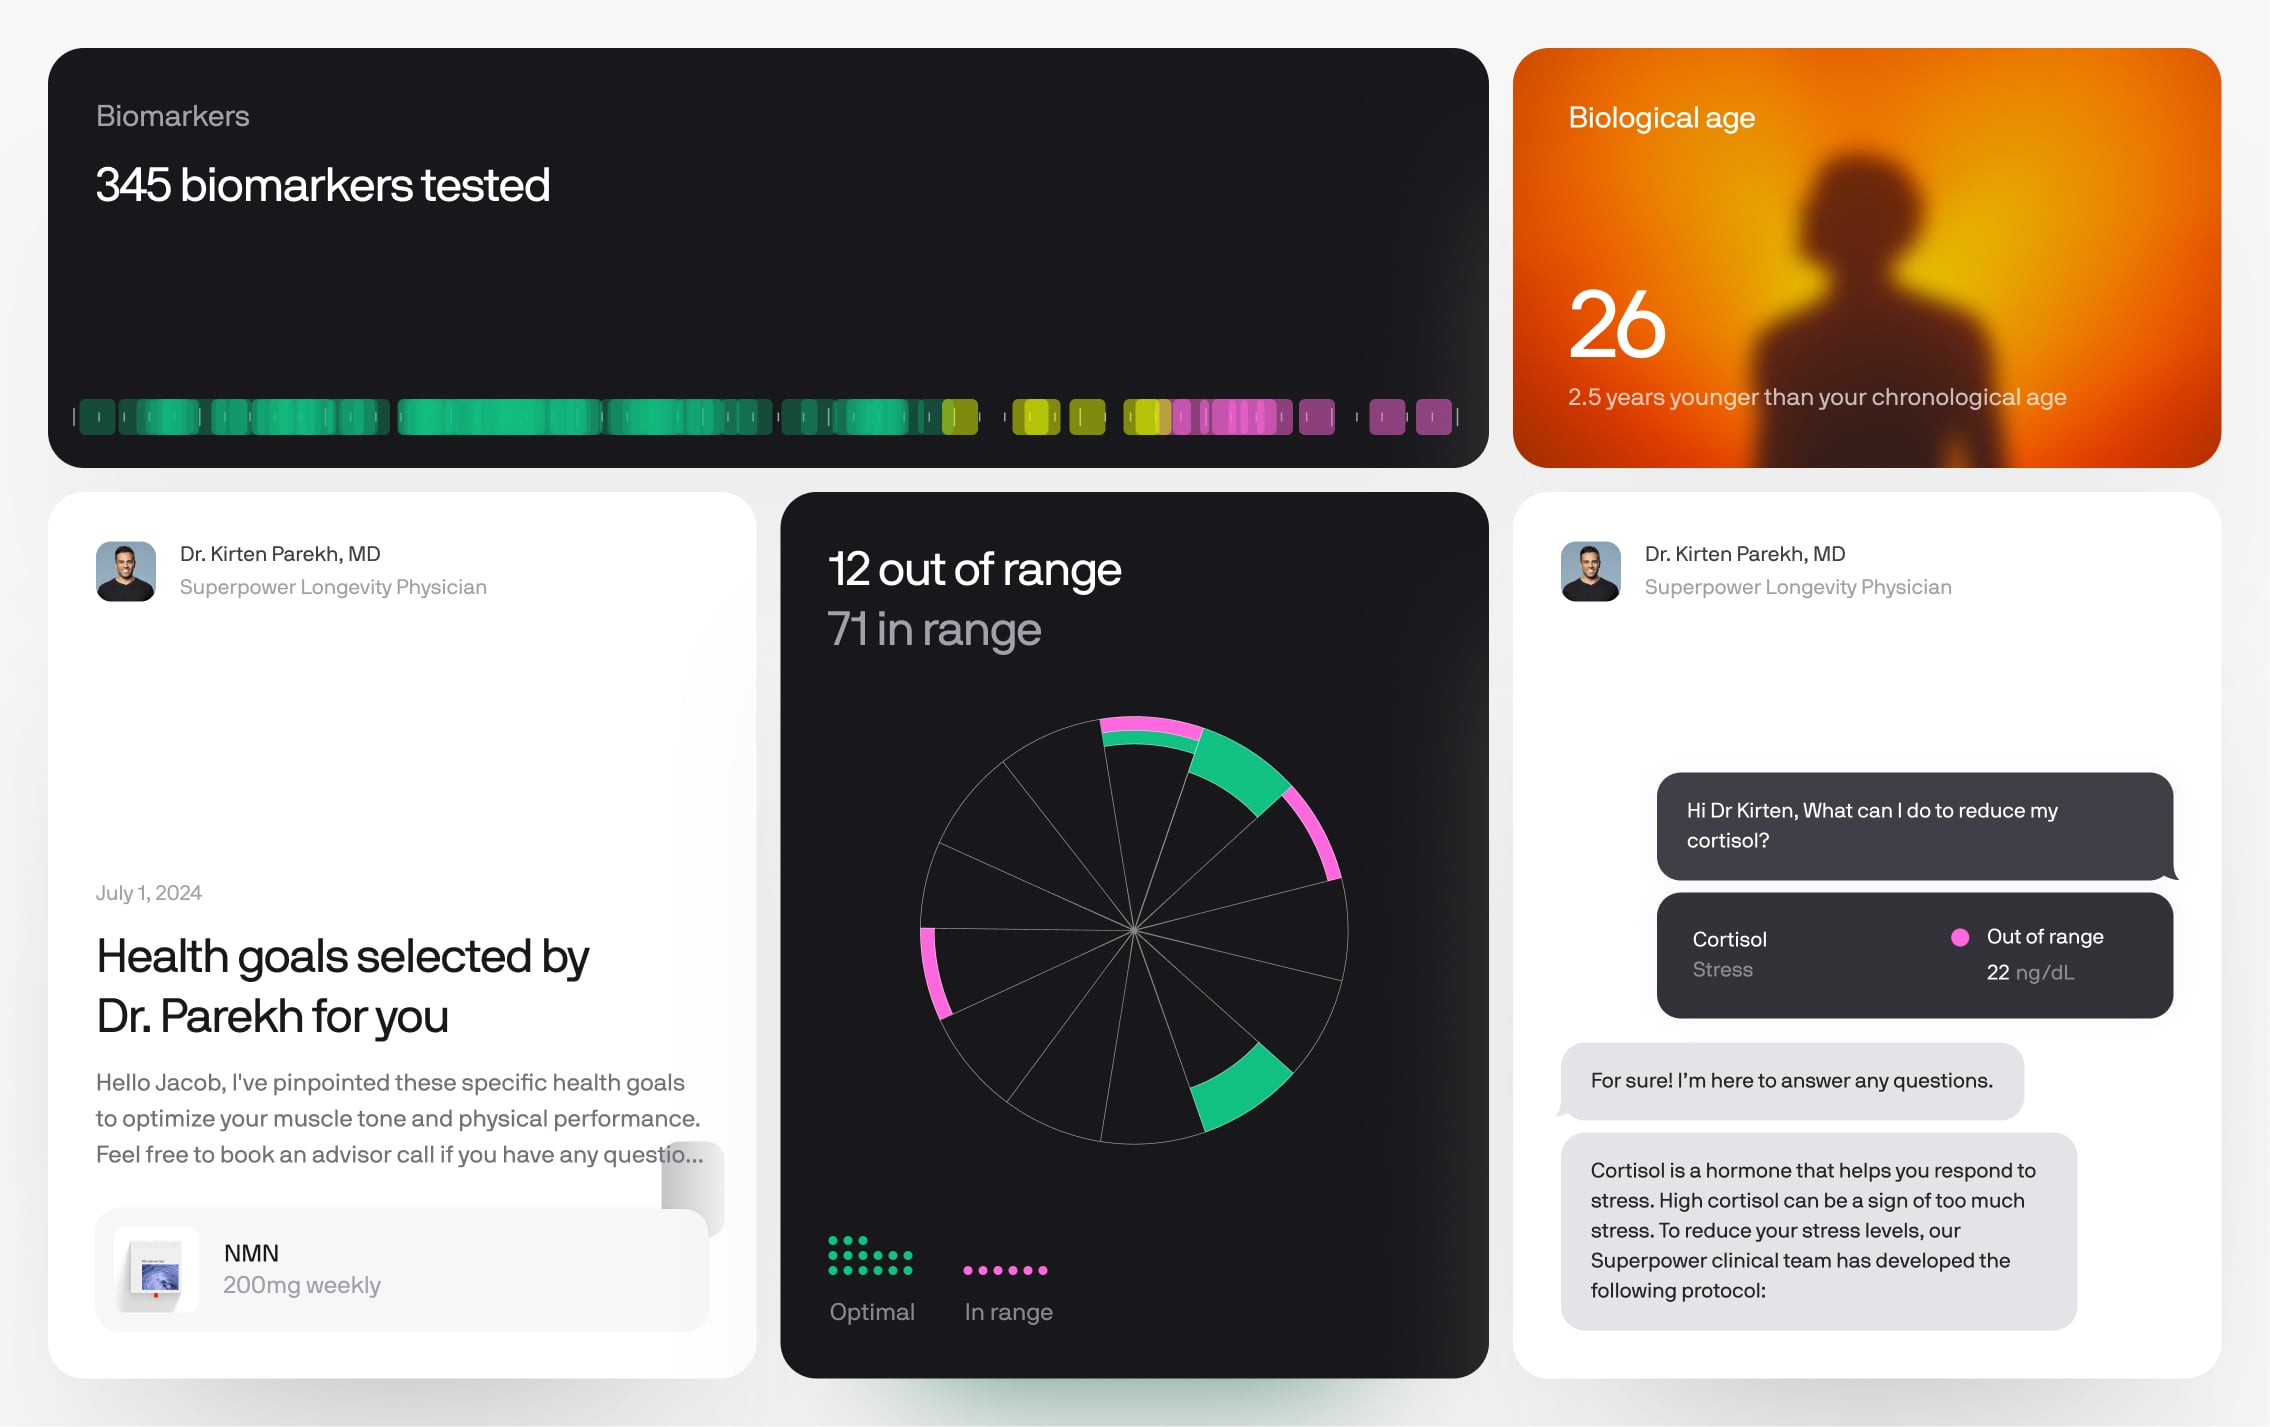 Biomarkers
345 biomarkers tested
Biological age
26
2.5 years younger than your chronological age
Dr. Kirten Parekh, MD
Superpower Longevity Physician
July 1, 2024
Health goals selected by
Dr. Parekh for you
Hello Jacob, I've pinpointed these specific health goals
to optimize your muscle tone and physical performance.
Feel free to book an advisor call if you have any questio...
NMN
200mg weekly
12 out of range
71 in range
Optimal
In range
Dr. Kirten Parekh, MD
Superpower Longevity Physician
Hi Dr Kirten, What can I do to reduce my
cortisol?
Cortisol
Stress
Out of range
22 ng/dL
For sure! I’m here to answer any questions.
Cortisol is a hormone that helps you respond to
stress. High cortisol can be a sign of too much
stress. To reduce your stress levels, our
Superpower clinical team has developed the
following protocol: